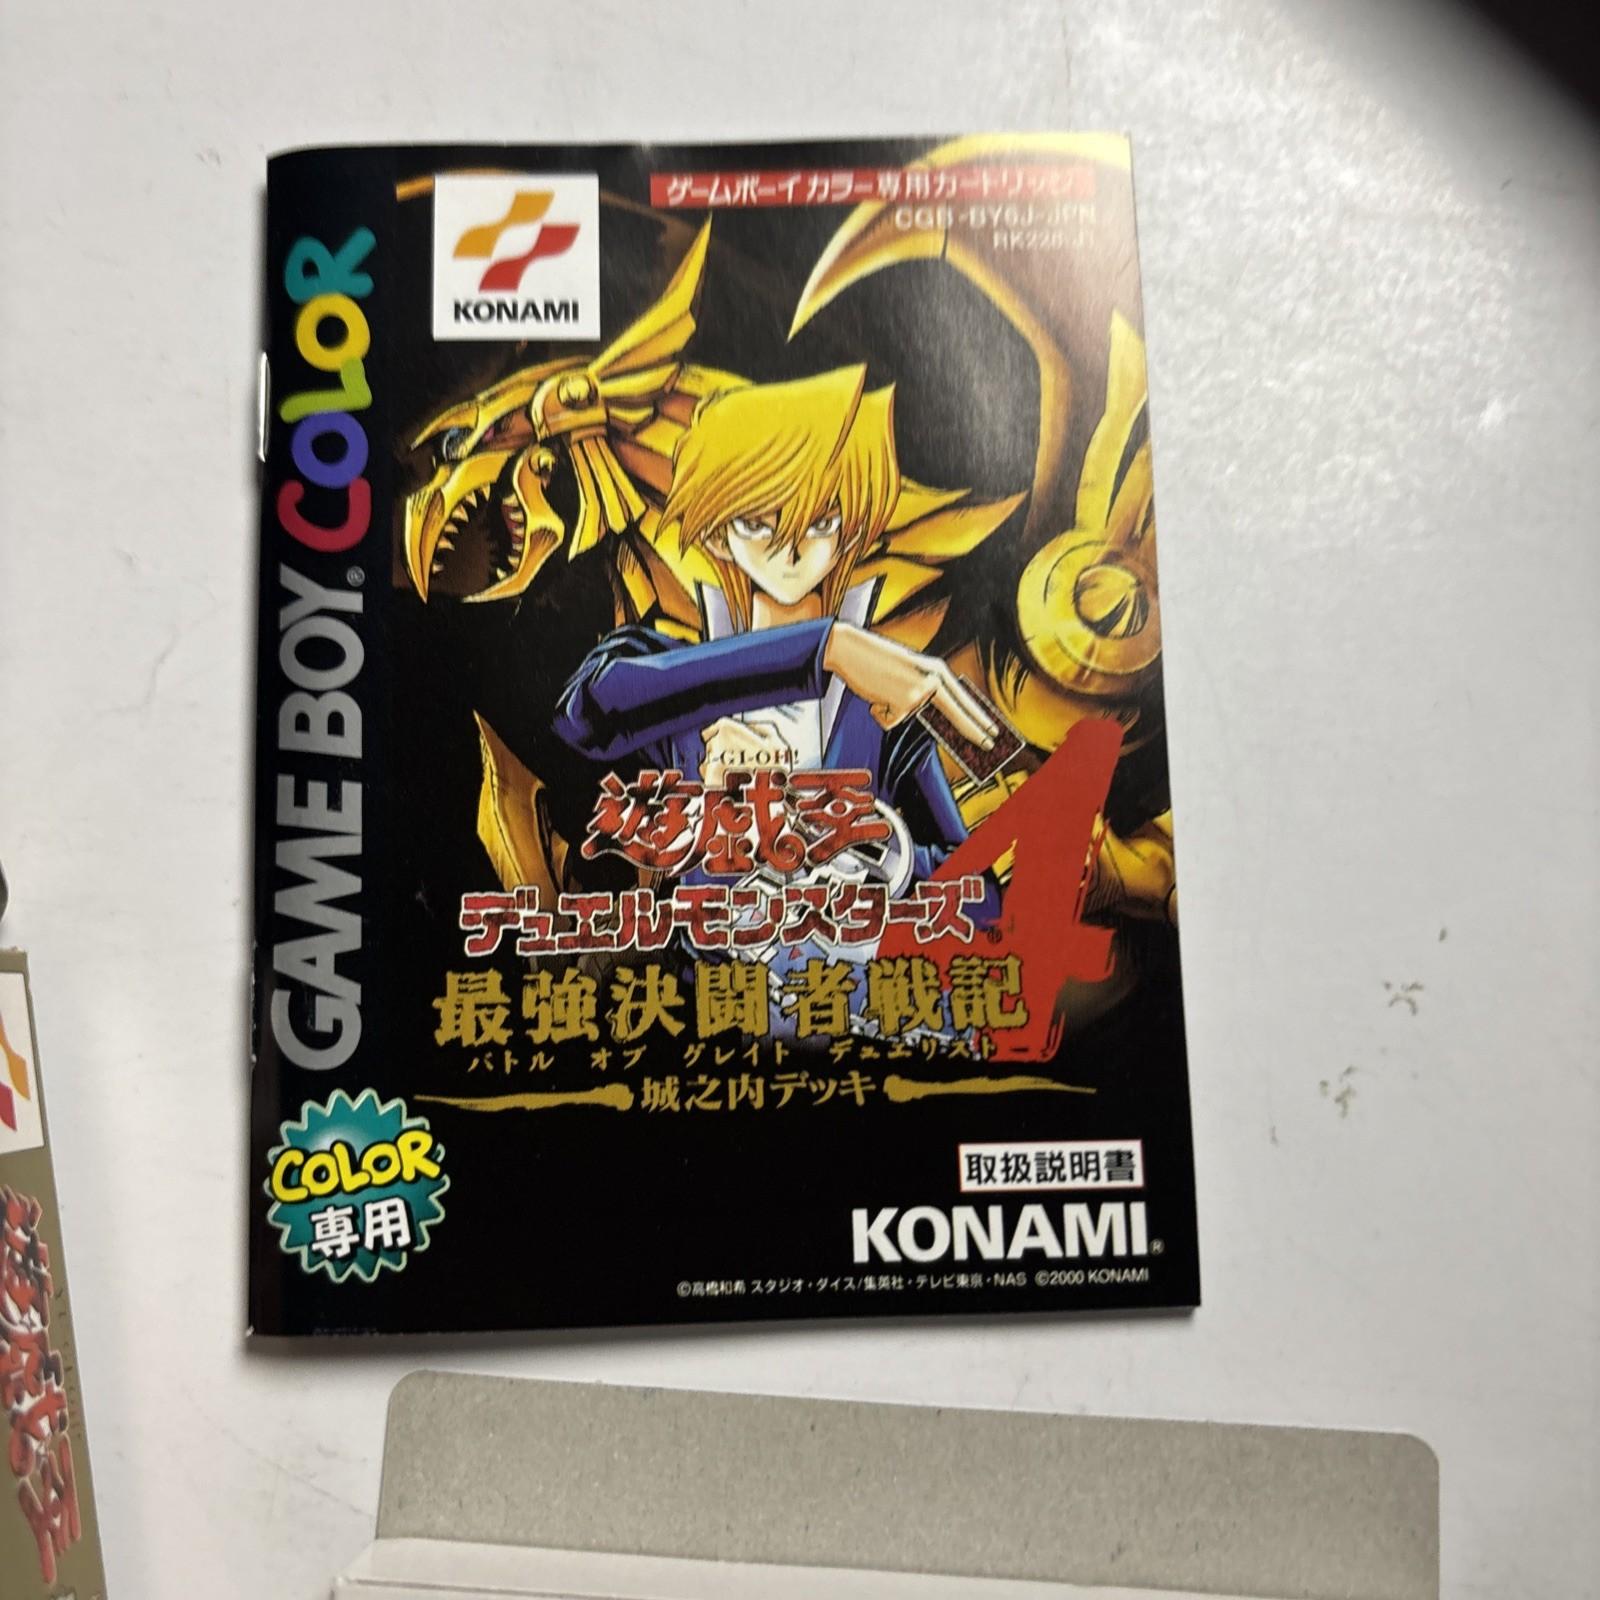 KONAMI
ゲームボーイカラー専用カートリッジ
CGB-BY6J-JPN
RK228-J1
GAME BOY COLOR
YU-GI-OH!
遊戯王
デュエルモンスターズ4
最強決闘者戦記
バトル オブ グレイト デュエリスト
城之内デッキ
COLOR
専用
取扱説明書
KONAMI®
©高橋和希 スタジオ・ダイス/集英社・テレビ東京・NAS ©2000 KONAMI
遊戯王